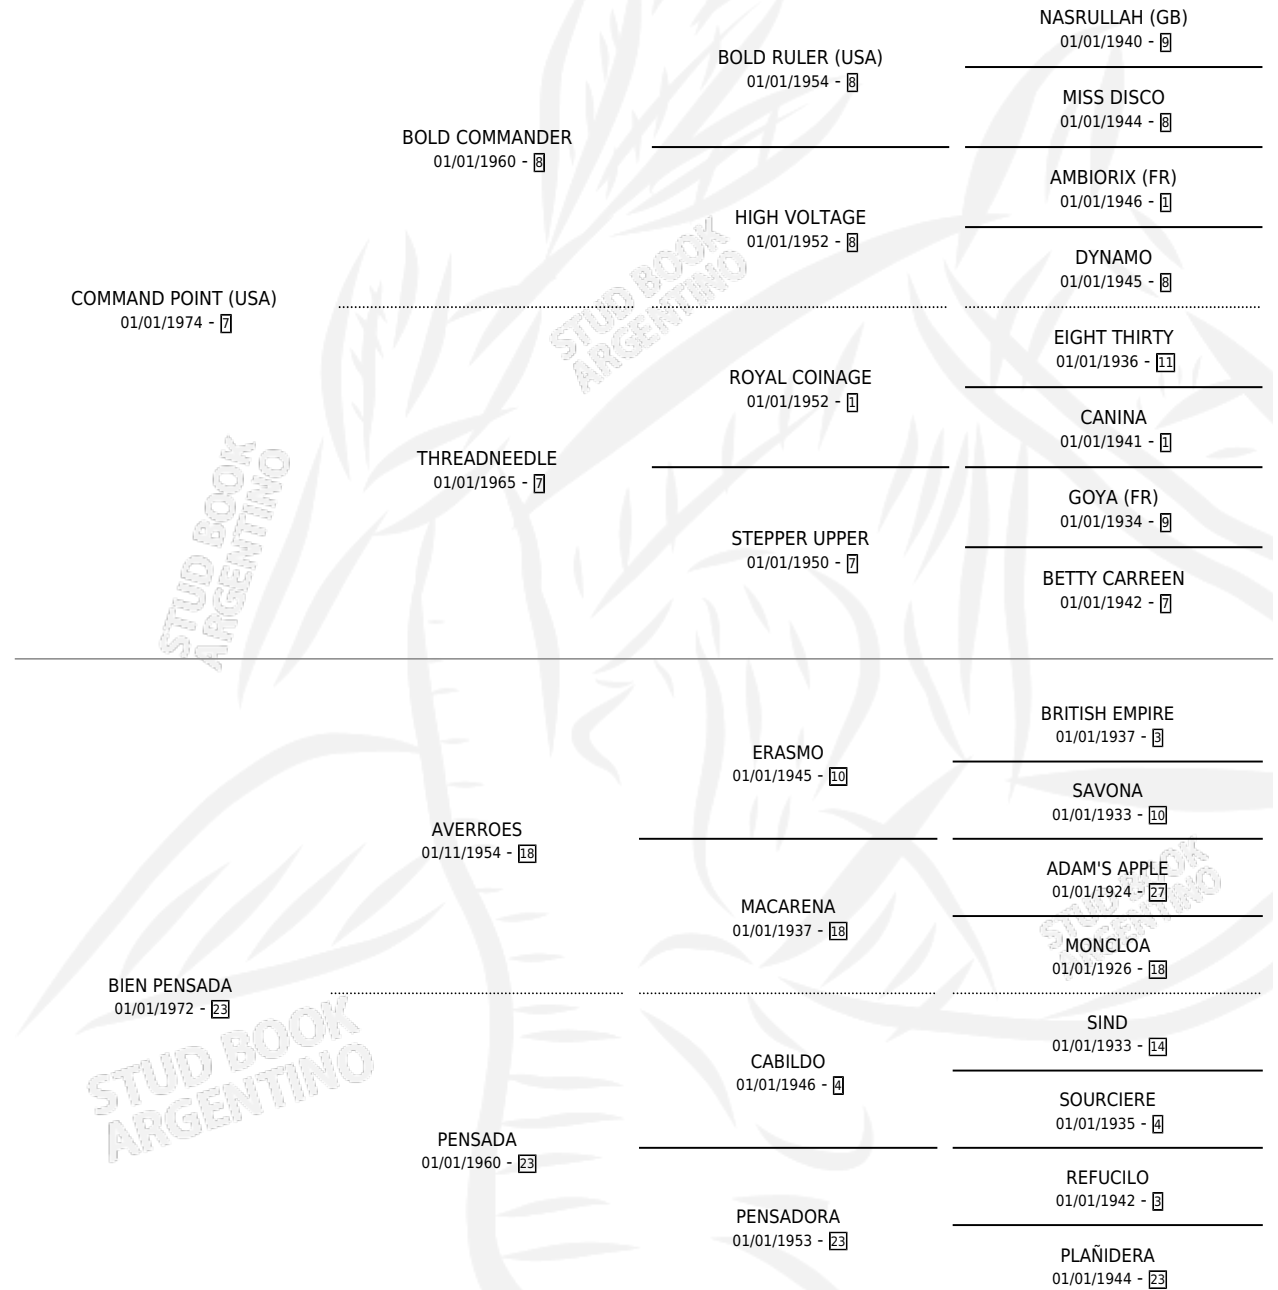 NASRULLAH (GB)
01/01/1940 - 9
BOLD RULER (USA)
01/01/1954 - 8
MISS DISCO
01/01/1944 - 8
BOLD COMMANDER
01/01/1960 - 8
AMBIORIX (FR)
01/01/1946 - 1
HIGH VOLTAGE
01/01/1952 - 8
DYNAMO
01/01/1945 - 8
COMMAND POINT (USA)
01/01/1974 - 7
EIGHT THIRTY
01/01/1936 - 11
ROYAL COINAGE
01/01/1952 - 1
CANINA
01/01/1941 - 1
THREADNEEDLE
01/01/1965 - 7
GOYA (FR)
01/01/1934 - 9
STEPPER UPPER
01/01/1950 - 7
BETTY CARREEN
01/01/1942 - 7
BRITISH EMPIRE
01/01/1937 - 3
ERASMO
01/01/1945 - 10
SAVONA
01/01/1933 - 10
AVERROES
01/11/1954 - 18
ADAM'S APPLE
01/01/1924 - 27
MACARENA
01/01/1937 - 18
MONCLOA
01/01/1926 - 18
BIEN PENSADA
01/01/1972 - 23
SIND
01/01/1933 - 14
CABILDO
01/01/1946 - 4
SOURCIERE
01/01/1935 - 4
PENSADA
01/01/1960 - 23
REFUCILO
01/01/1942 - 3
PENSADORA
01/01/1953 - 23
PLAÑIDERA
01/01/1944 - 23
STUD BOOK
ARGENTINO
STUD BOOK
ARGENTINO
STUD BOOK
ARGENTINO
STUD BOOK
ARGENTINO